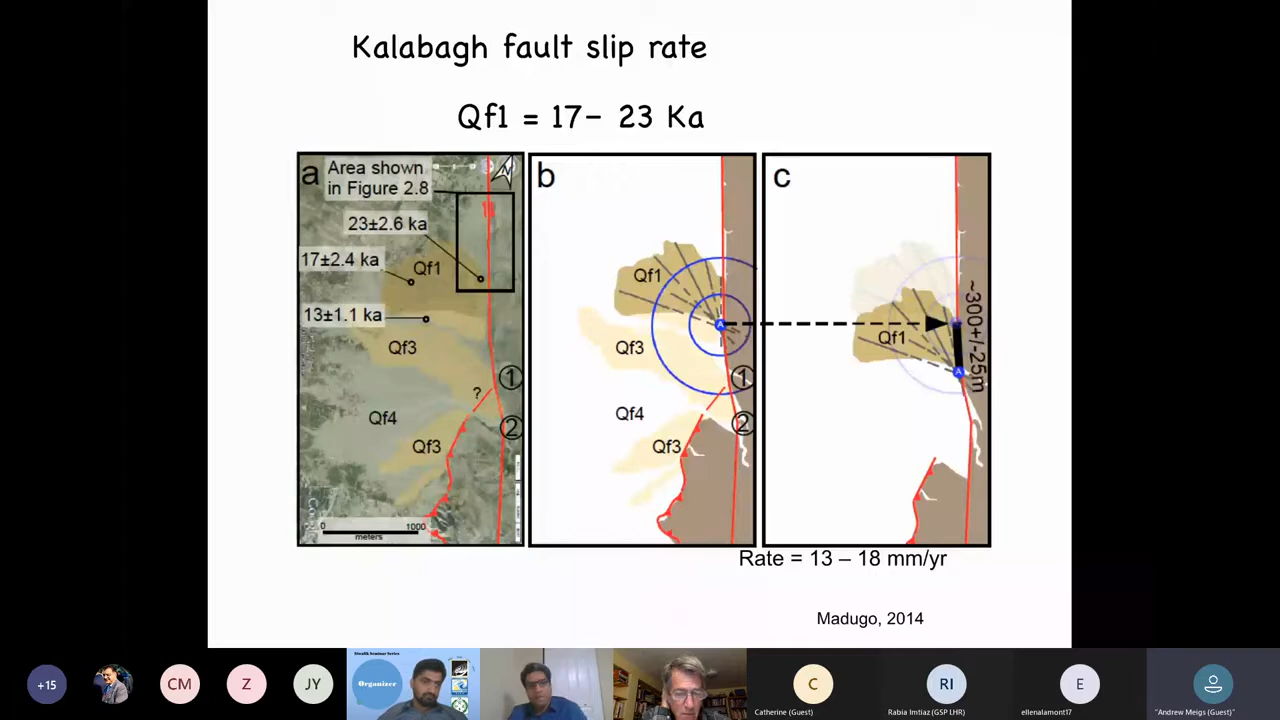 Kalabagh fault slip rate
Qf1 = 17– 23 Ka
a
Area shown
in Figure 2.8
N
23±2.6 ka
17±2.4 ka
Qf1
13±1.1 ka
Qf3
1
?
Qf4
2
Qf3
0 1000
meters
b
Qf1
A
Qf3
1
Qf4
2
Qf3
c
Qf1
A
~300+/-25m
Rate = 13 – 18 mm/yr
Madugo, 2014
+15
CM
Z
JY
Organizer
C
Catherine (Guest)
RI
Rabia Imtiaz (GSP LHR)
E
ellenalamont17
"Andrew Meigs (Guest)"